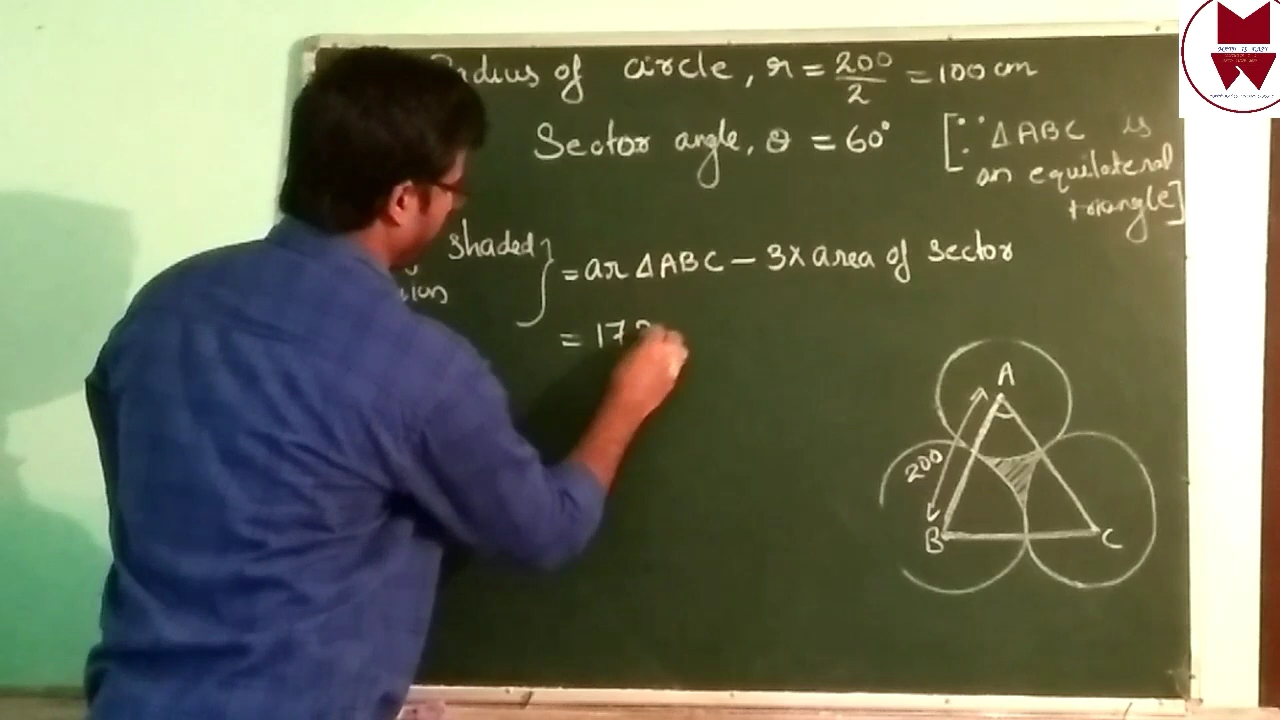 Radius of circle, r = 200/2 = 100 cm
Sector angle, θ = 60° [∵ ΔABC is
an equilateral
triangle]
shaded } = ar ΔABC − 3 × area of sector
= 17
A
200
B
C